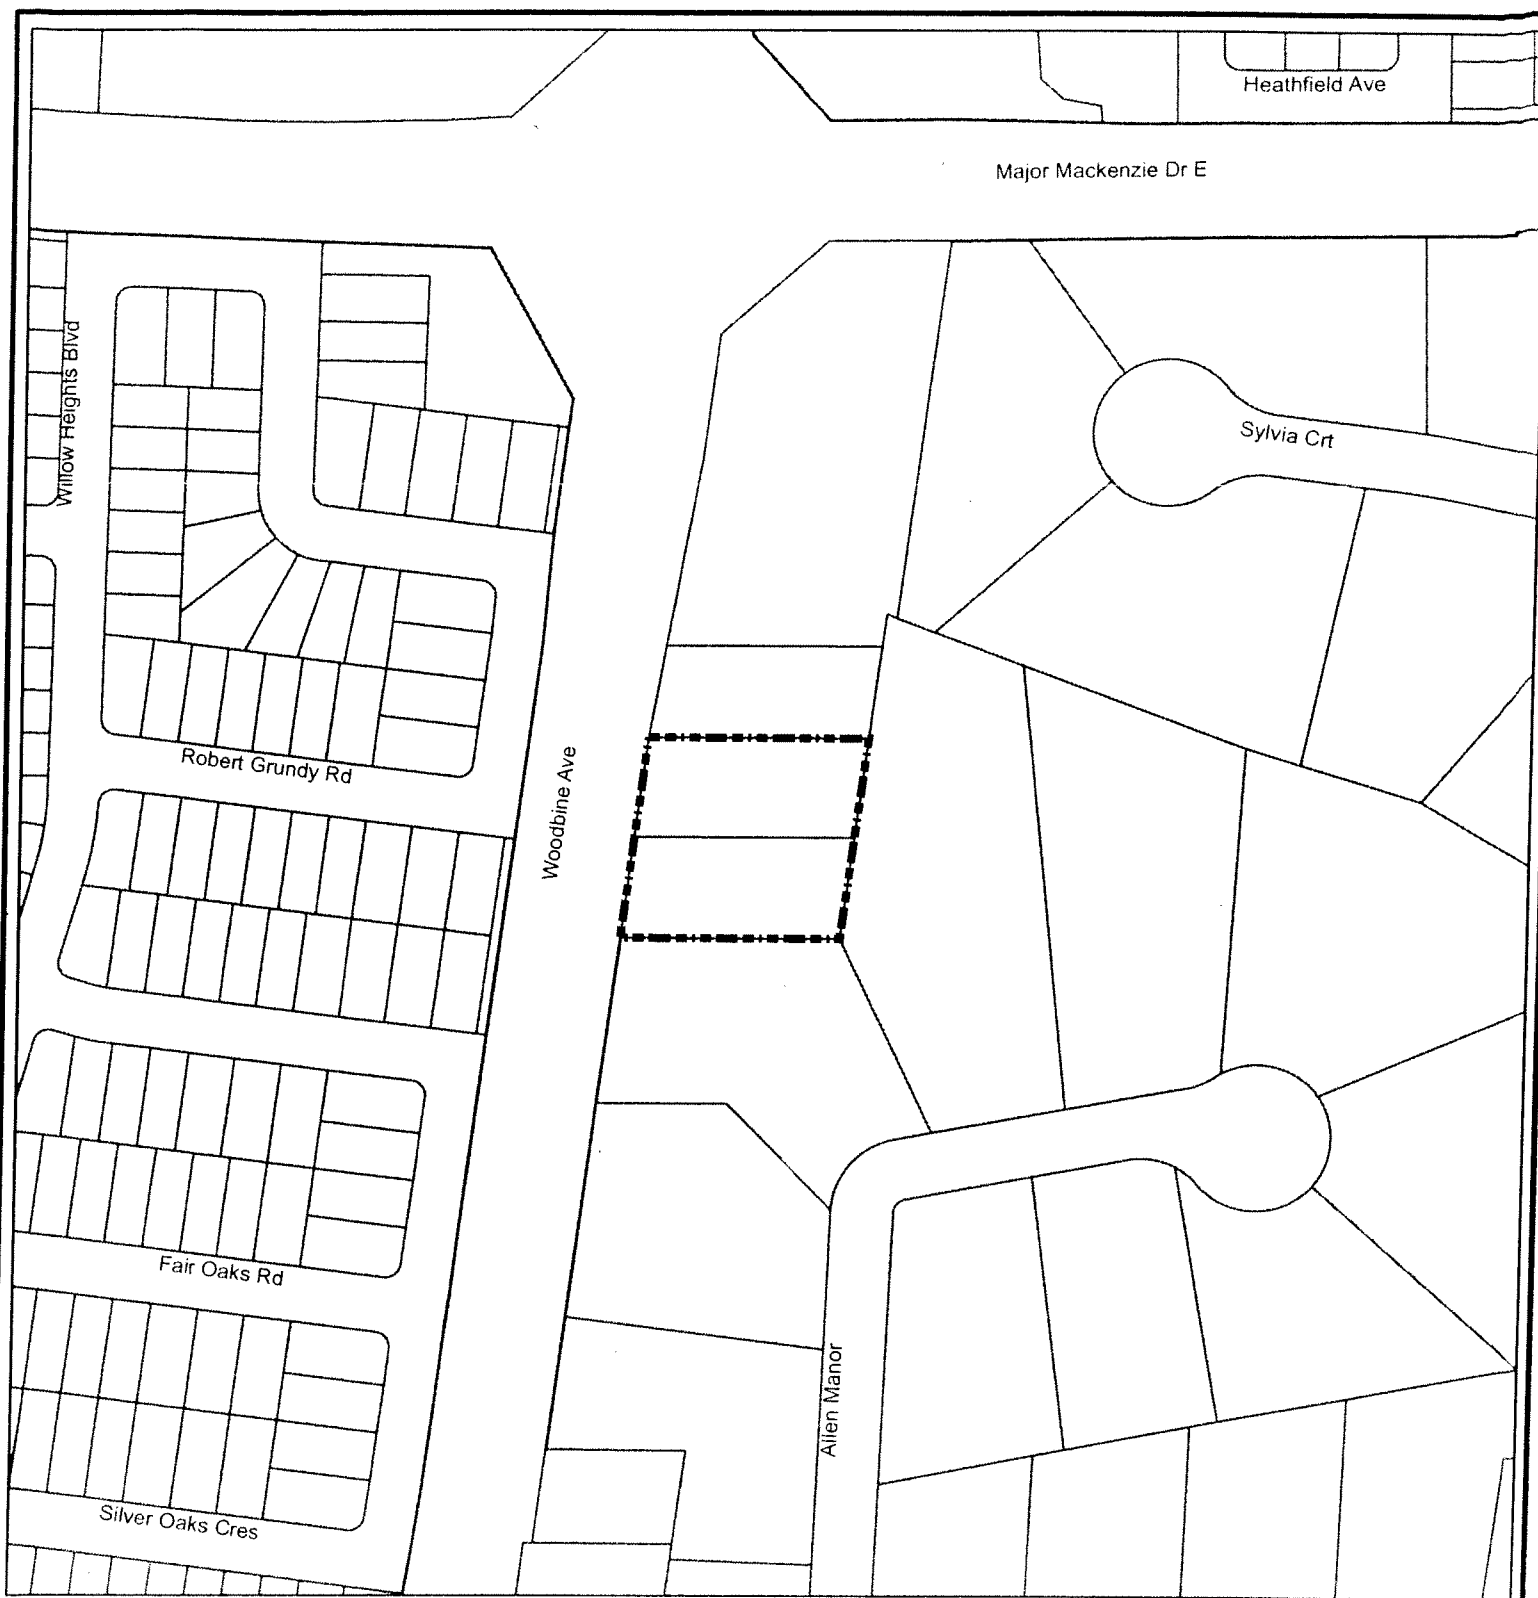 Heathfield Ave
Major Mackenzie Dr E
Willow Heights Blvd
Sylvia Crt
Robert Grundy Rd
Woodbine Ave
Fair Oaks Rd
Allen Manor
Silver Oaks Cres